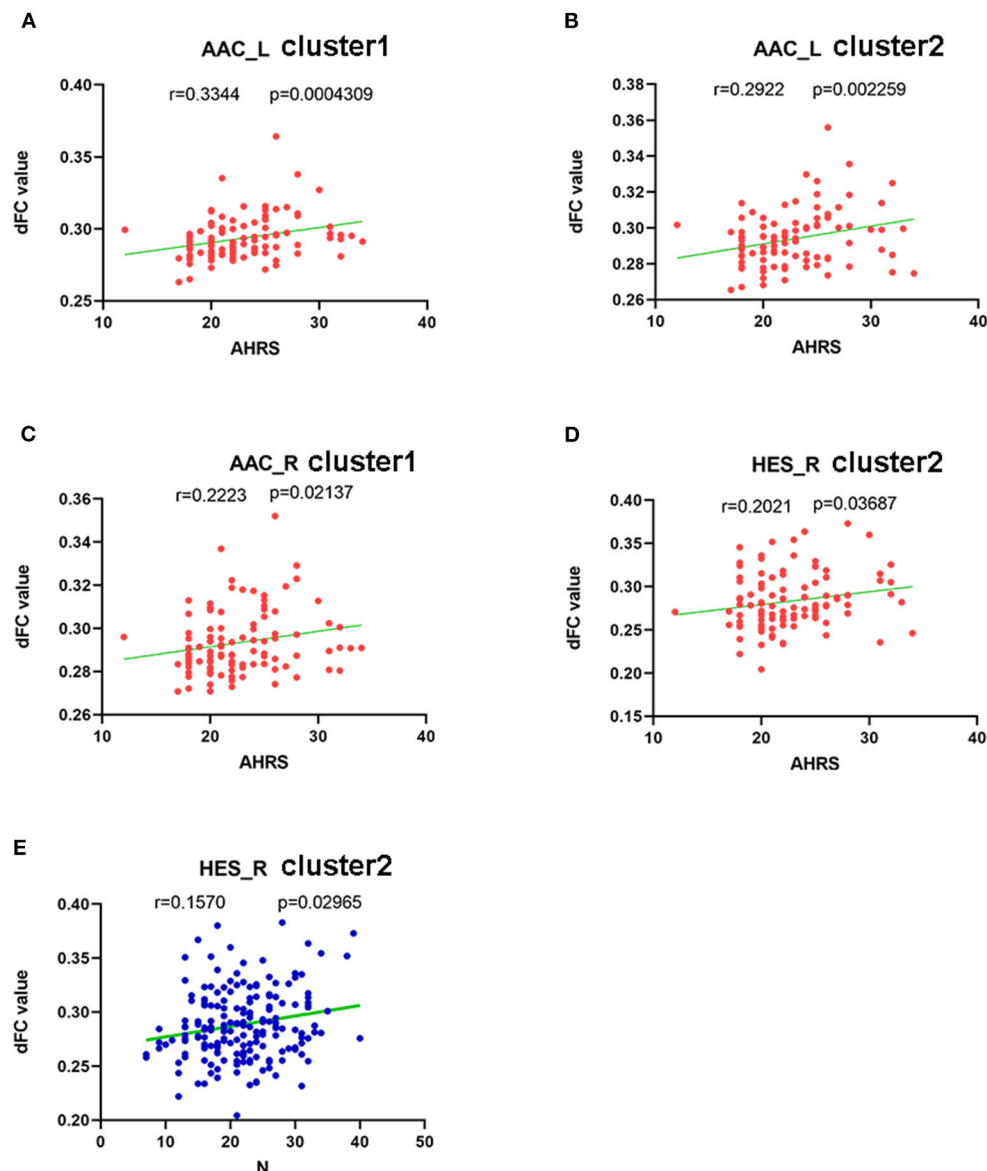 A
AAC_L cluster1
r=0.3344 p=0.0004309
0.40
0.35
0.30
0.25
dFC value
10 20 30 40
AHRS
B
AAC_L cluster2
r=0.2922 p=0.002259
0.38
0.36
0.34
0.32
0.30
0.28
0.26
dFC value
10 20 30 40
AHRS
C
AAC_R cluster1
r=0.2223 p=0.02137
0.36
0.34
0.32
0.30
0.28
0.26
dFC value
10 20 30 40
AHRS
D
HES_R cluster2
r=0.2021 p=0.03687
0.40
0.35
0.30
0.25
0.20
0.15
dFC value
10 20 30 40
AHRS
E
HES_R cluster2
r=0.1570 p=0.02965
0.40
0.35
0.30
0.25
0.20
dFC value
0 10 20 30 40 50
N